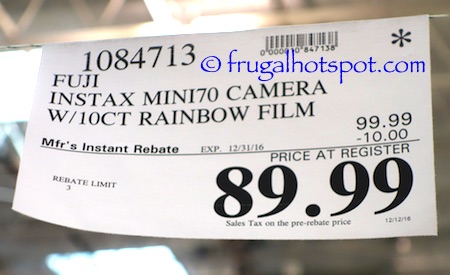 1084713
0000000847138
*
© frugalhotspot.com
FUJI
INSTAX MINI70 CAMERA
W/10CT RAINBOW FILM
99.99
-10.00
Mfr's Instant Rebate EXP. 12/31/16
PRICE AT REGISTER
REBATE LIMIT
3
89.99
Sales Tax on the pre-rebate price
12/12/16